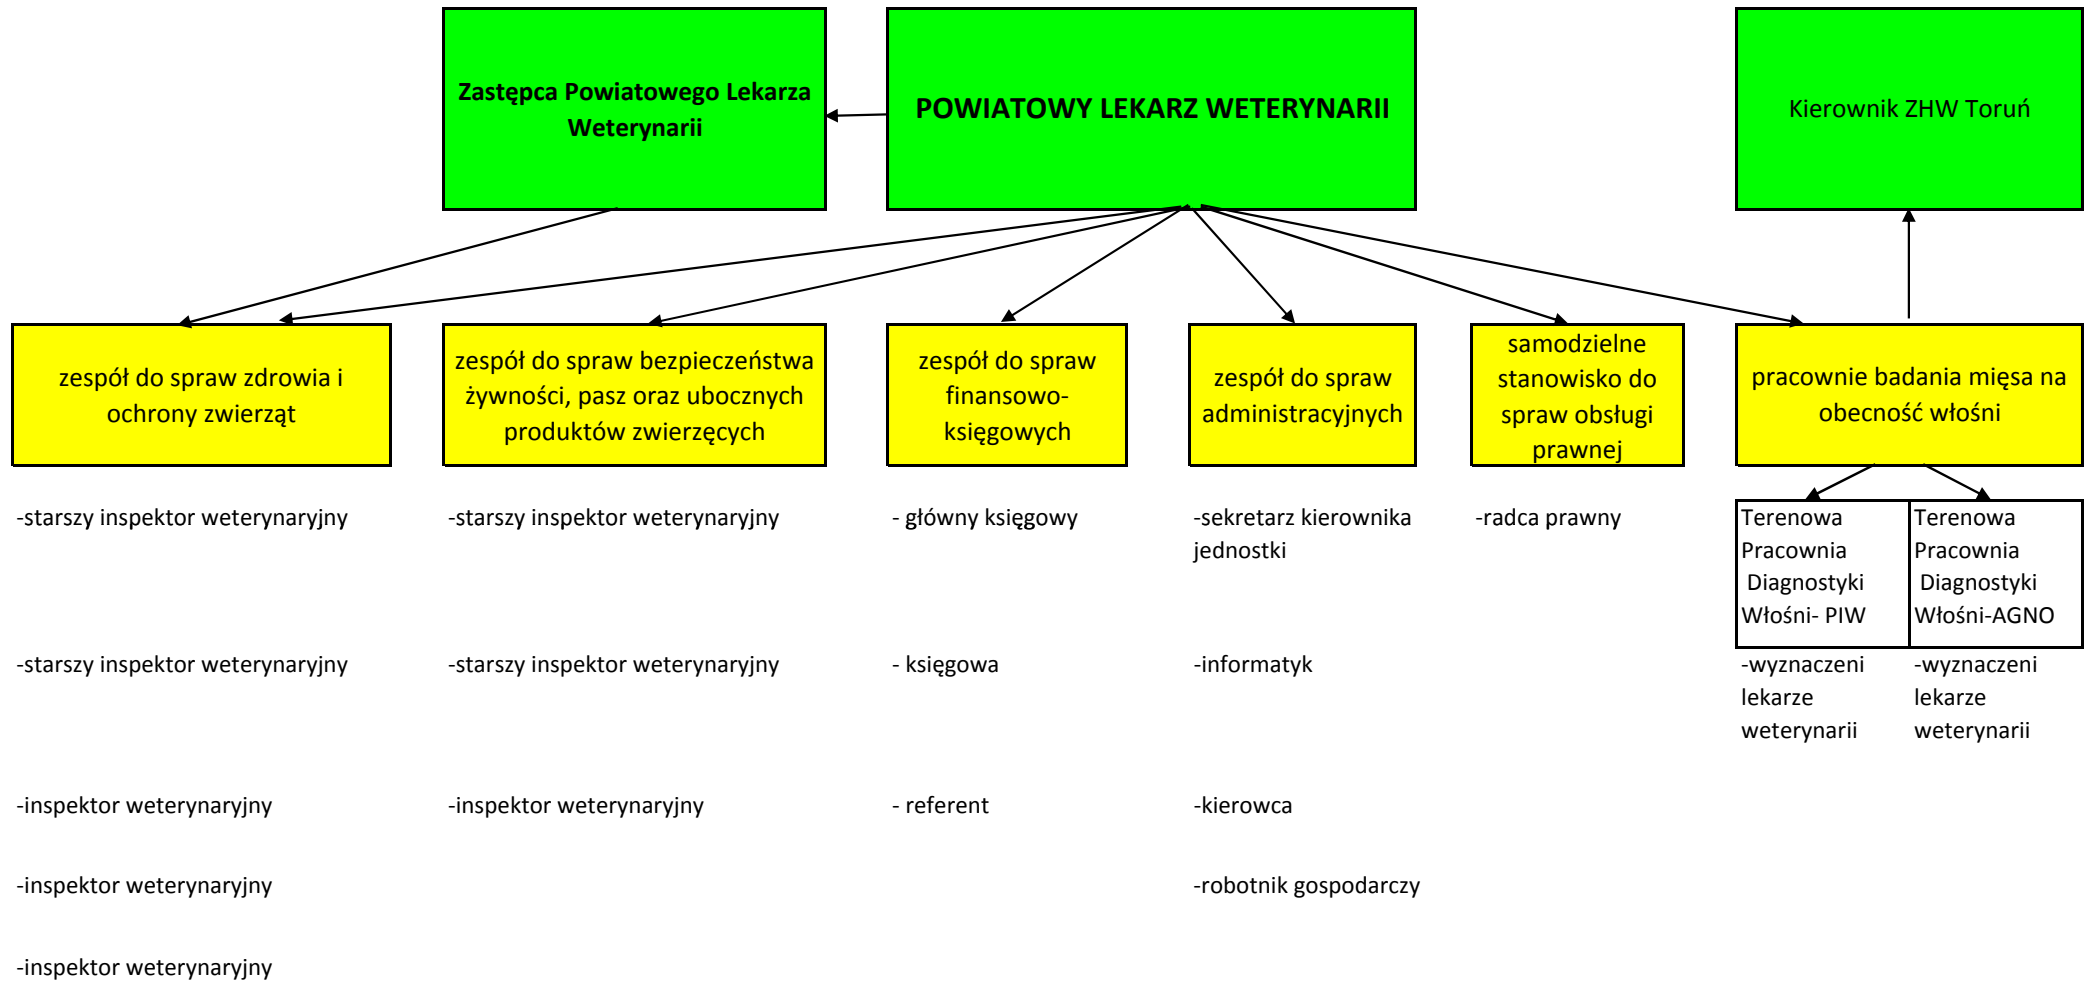 Zastępca Powiatowego Lekarza
Weterynarii
POWIATOWY LEKARZ WETERYNARII
Kierownik ZHW Toruń
zespół do spraw zdrowia i
ochrony zwierząt
zespół do spraw bezpieczeństwa
żywności, pasz oraz ubocznych
produktów zwierzęcych
zespół do spraw
finansowo-
księgowych
zespół do spraw
administracyjnych
samodzielne
stanowisko do
spraw obsługi
prawnej
pracownie badania mięsa na
obecność włośni
-starszy inspektor weterynaryjny
-starszy inspektor weterynaryjny
-inspektor weterynaryjny
-inspektor weterynaryjny
-inspektor weterynaryjny
-starszy inspektor weterynaryjny
-starszy inspektor weterynaryjny
-inspektor weterynaryjny
- główny księgowy
- księgowa
- referent
-sekretarz kierownika
jednostki
-informatyk
-kierowca
-robotnik gospodarczy
-radca prawny
Terenowa
Pracownia
Diagnostyki
Włośni- PIW
-wyznaczeni
lekarze
weterynarii
Terenowa
Pracownia
Diagnostyki
Włośni-AGNO
-wyznaczeni
lekarze
weterynarii